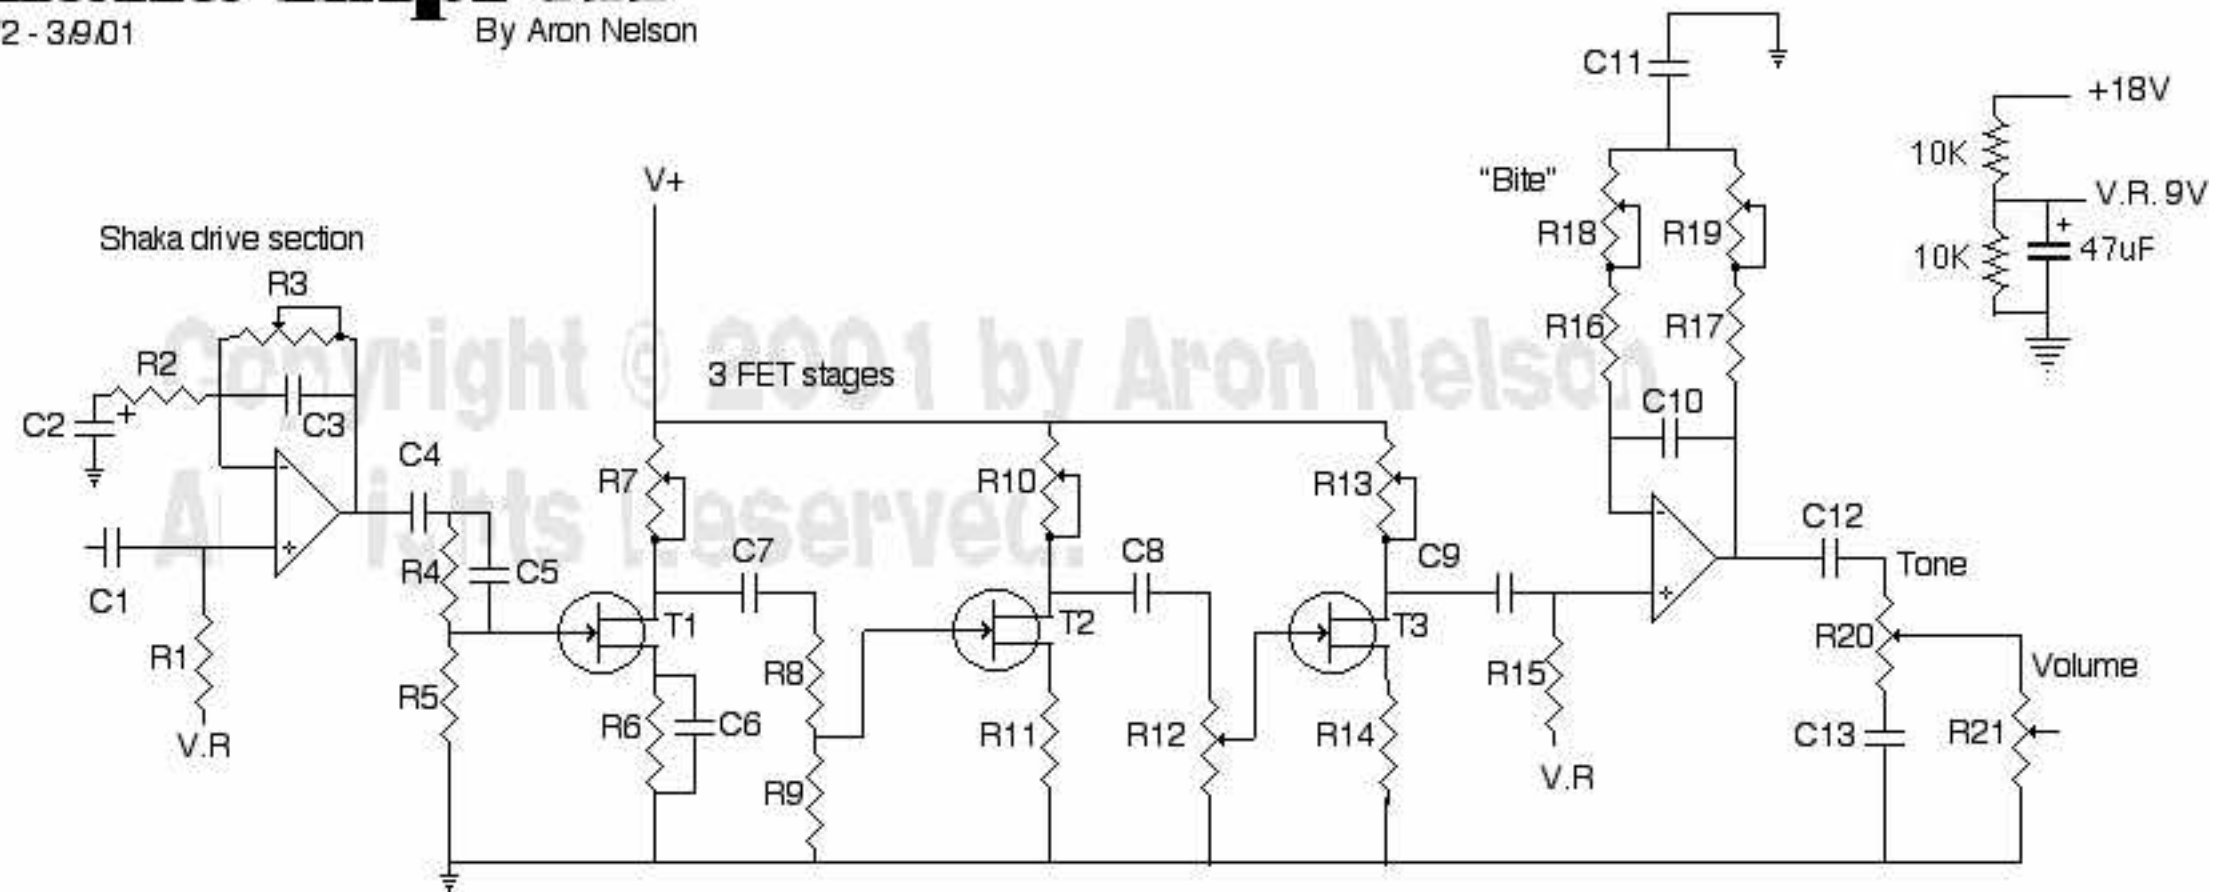 2 - 3/9/01
By Aron Nelson
C11
+18V
10K
V.R. 9V
+
10K
47uF
V+
"Bite"
R18
R19
Shaka drive section
R3
R16
R17
Copyright © 2001 by Aron Nelson
3 FET stages
R2
C10
+
C2
C3
C4
All Rights Reserved.
R7
R10
R13
-
-
C12
+
C1
R4
C5
C7
C8
C9
Tone
+
T1
T2
T3
R20
R1
R5
R8
R15
Volume
R6
C6
R11
R12
R14
C13
R21
V.R
V.R
R9